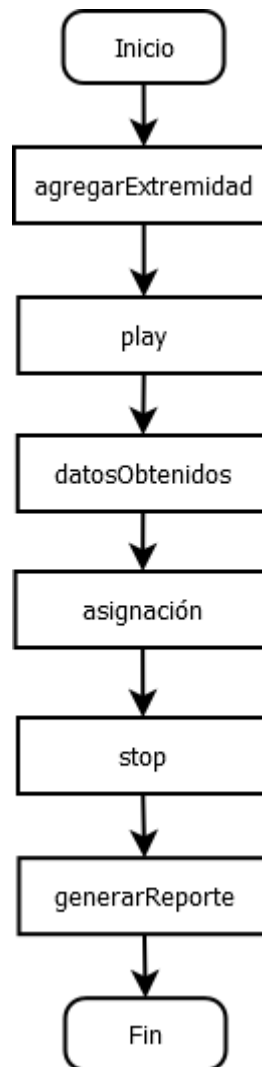 Inicio
agregarExtremidad
play
datosObtenidos
asignación
stop
generarReporte
Fin